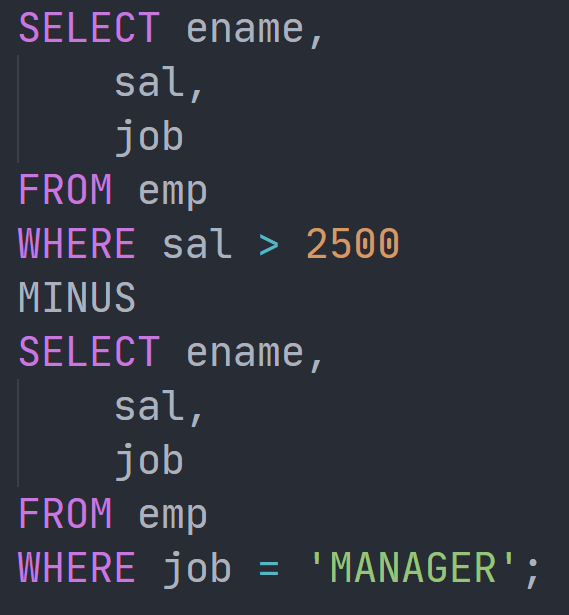 SELECT ename,
    sal,
    job
FROM emp
WHERE sal > 2500
MINUS
SELECT ename,
    sal,
    job
FROM emp
WHERE job = 'MANAGER';